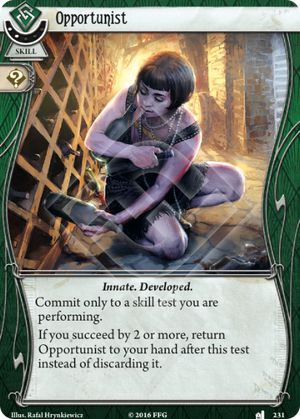 Opportunist
SKILL
?
Innate. Developed.
Commit only to a skill test you are
performing.
If you succeed by 2 or more, return
Opportunist to your hand after this test
instead of discarding it.
Illus. Rafał Hrynkiewicz
© 2016 FFG
231